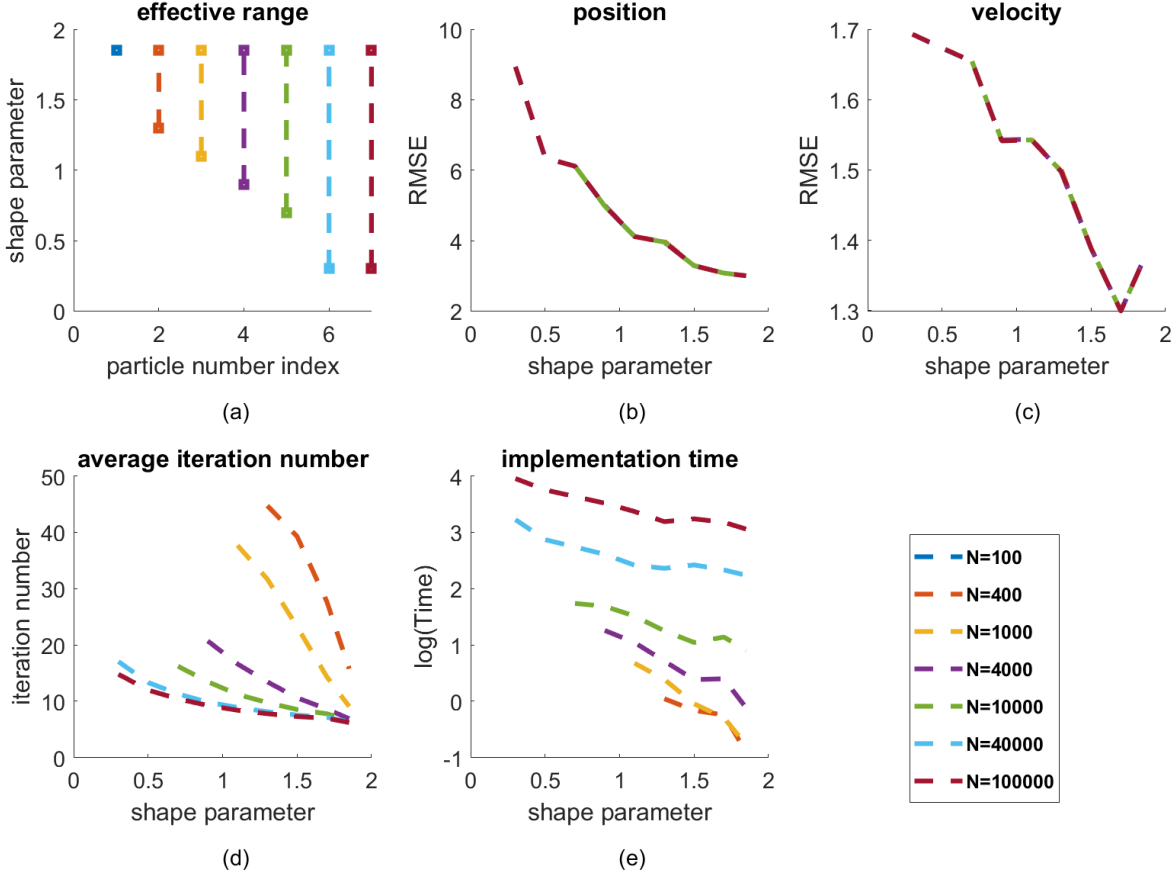 effective range
position
velocity
shape parameter
2
1.5
1
0.5
0
0
2
4
6
particle number index
RMSE
10
8
6
4
2
0
0.5
1
1.5
2
shape parameter
RMSE
1.7
1.6
1.5
1.4
1.3
0
0.5
1
1.5
2
shape parameter
(a)
(b)
(c)
average iteration number
implementation time
iteration number
50
40
30
20
10
0
0
0.5
1
1.5
2
shape parameter
log(Time)
4
3
2
1
0
-1
0
0.5
1
1.5
2
shape parameter
N=100
N=400
N=1000
N=4000
N=10000
N=40000
N=100000
(d)
(e)